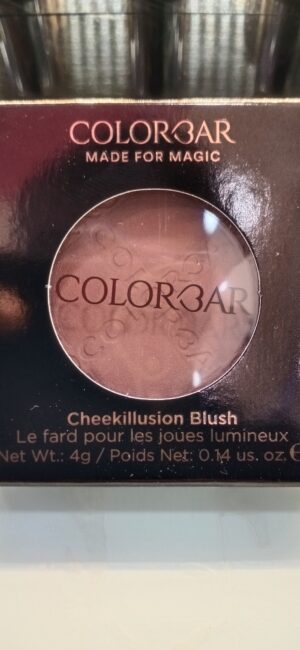 COLORBAR
MADE FOR MAGIC
COLORBAR
Cheekillusion Blush
Le fard pour les joues lumineux
Net Wt.: 4g / Poids Net: 0.14 us. oz. e